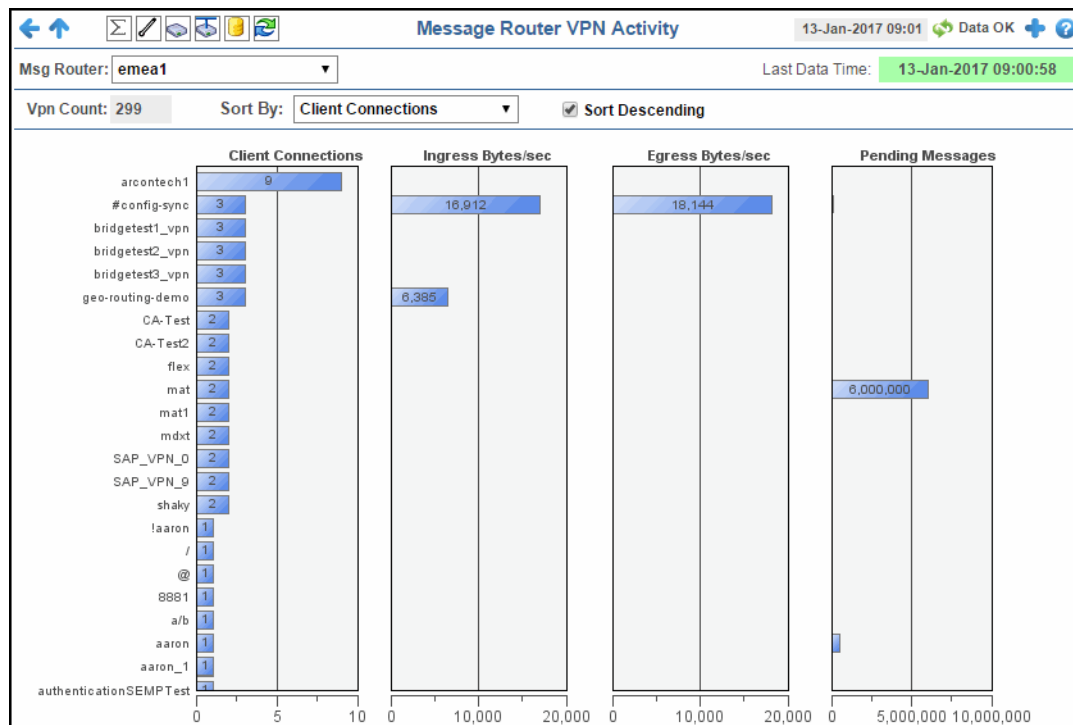 Message Router VPN Activity 13-Jan-2017 09:01 Data OK
Msg Router: emea1 Last Data Time: 13-Jan-2017 09:00:58
Vpn Count: 299 Sort By: Client Connections Sort Descending
Client Connections Ingress Bytes/sec Egress Bytes/sec Pending Messages
arcontech1 9
#config-sync 3 16,912 18,144
bridgetest1_vpn 3
bridgetest2_vpn 3
bridgetest3_vpn 3
geo-routing-demo 3 6,385
CA-Test 2
CA-Test2 2
flex 2
mat 2 6,000,000
mat1 2
mdxt 2
SAP_VPN_0 2
SAP_VPN_9 2
shaky 2
!aaron 1
/ 1
@ 1
8881 1
a/b 1
aaron 1
aaron_1 1
authenticationSEMPTest 1
0 5 10 0 10,000 20,000 0 10,000 20,000 0 5,000,000 10,000,000